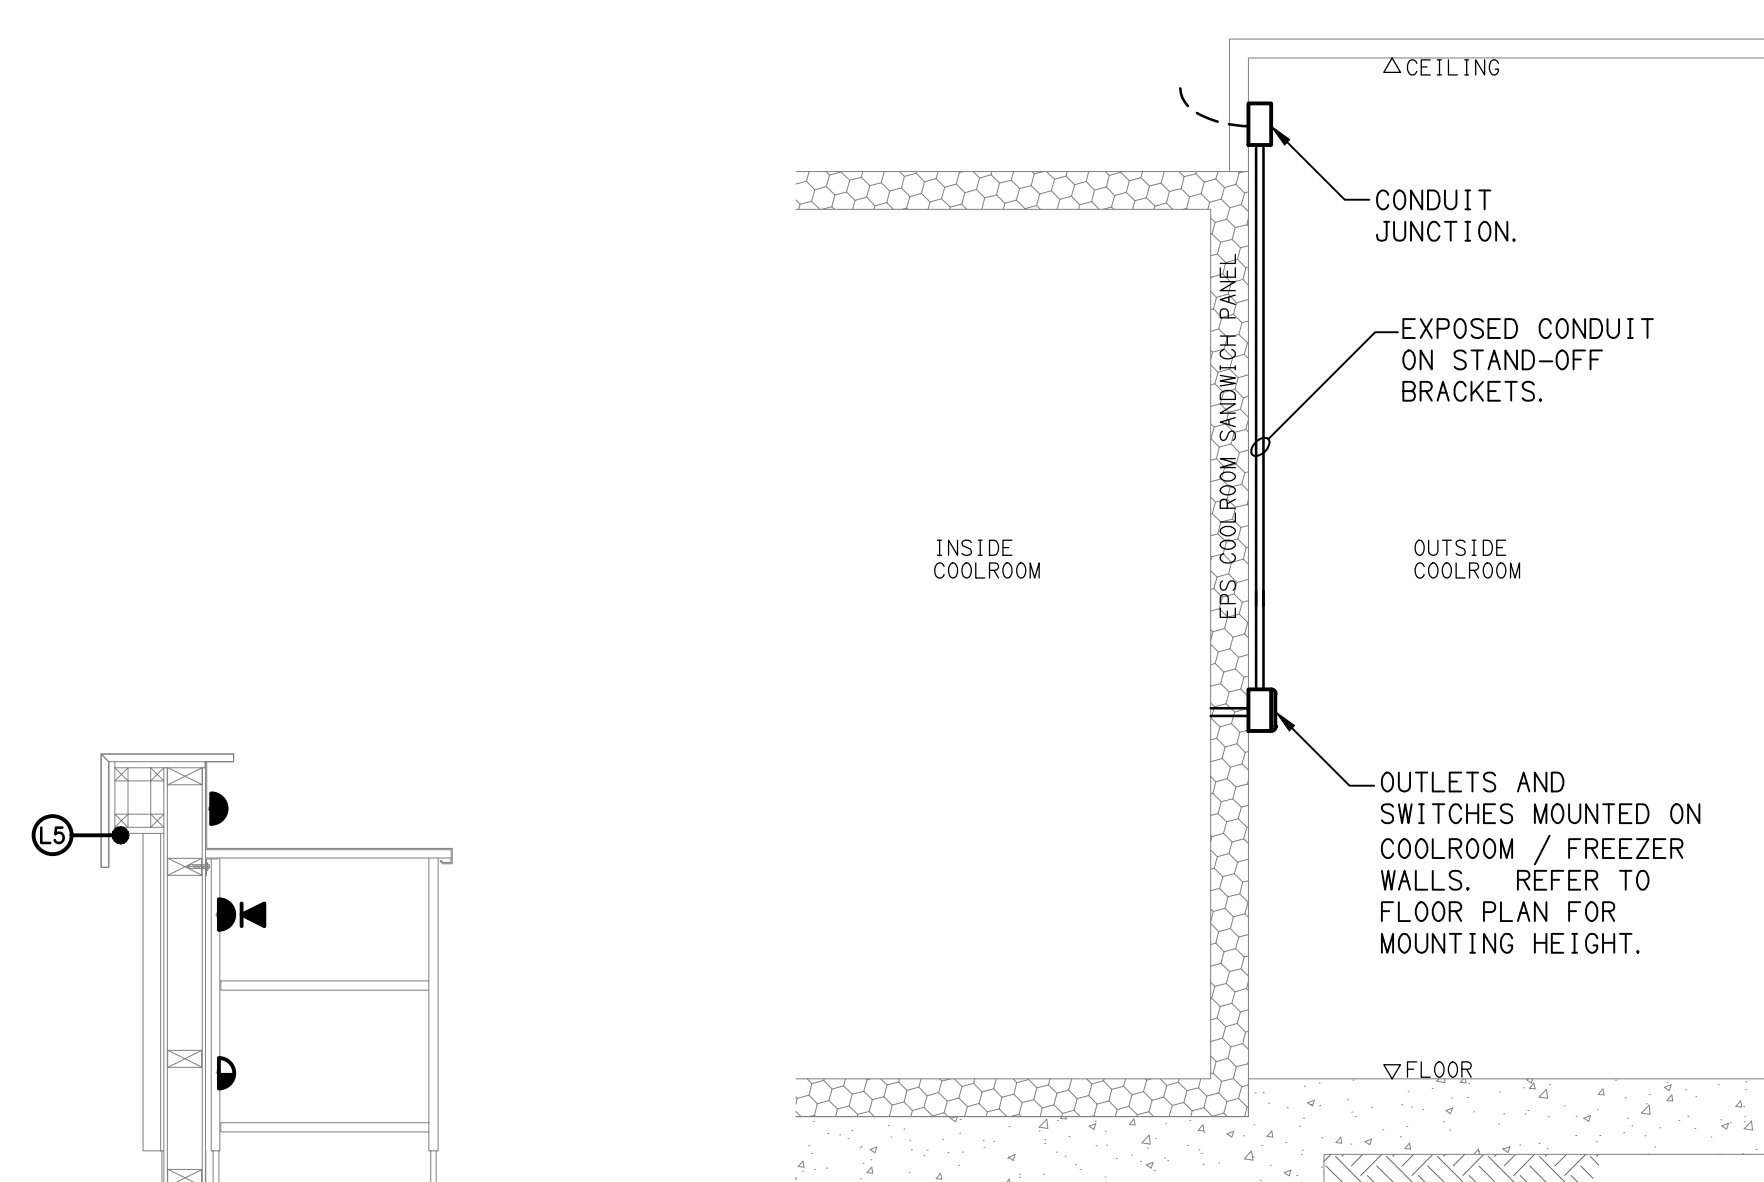 CEILING
CONDUIT
JUNCTION.
EXPOSED CONDUIT
ON STAND-OFF
BRACKETS.
EPS COOLROOM SANDWICH PANEL
INSIDE
COOLROOM
OUTSIDE
COOLROOM
OUTLETS AND
SWITCHES MOUNTED ON
COOLROOM / FREEZER
WALLS. REFER TO
FLOOR PLAN FOR
MOUNTING HEIGHT.
L5
FLOOR